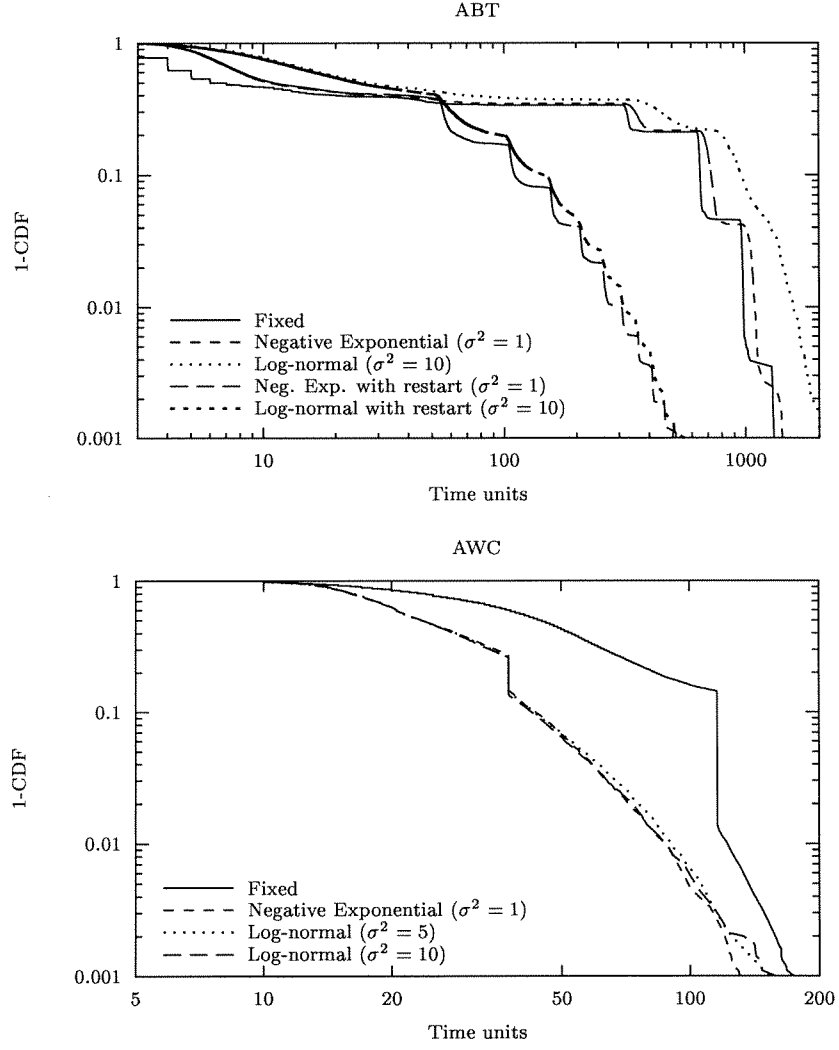 ABT
1
0.1
0.01
0.001
1-CDF
Fixed
Negative Exponential (σ² = 1)
Log-normal (σ² = 10)
Neg. Exp. with restart (σ² = 1)
Log-normal with restart (σ² = 10)
10
100
1000
Time units
AWC
1
0.1
0.01
0.001
1-CDF
Fixed
Negative Exponential (σ² = 1)
Log-normal (σ² = 5)
Log-normal (σ² = 10)
5
10
20
50
100
200
Time units